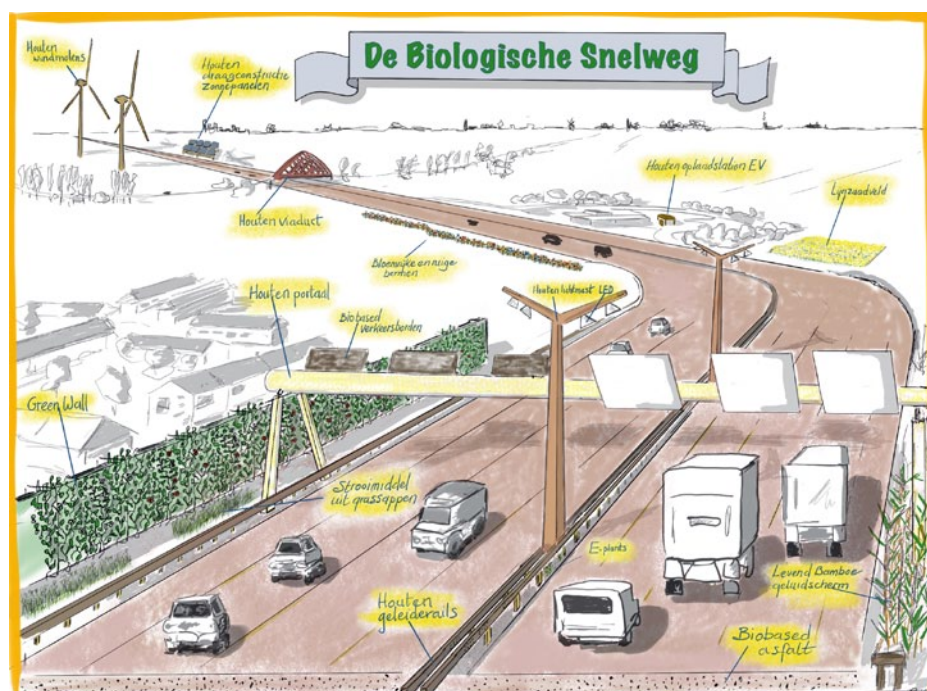 De Biologische Snelweg
Houten
windmolens
Houten
draagconstructie
zonnepanelen
Houten viaduct
Houten oplaadstation EV
Lijnzaadveld
Bloemrijke en ruige
bermen
Houten portaal
Biobased
verkeersborden
Houten lichtmast LED
Green Wall
Strooimiddel
uit grassappen
E-plants
Levend Bamboe
geluidscherm
Houten
geleiderails
Biobased
asfalt